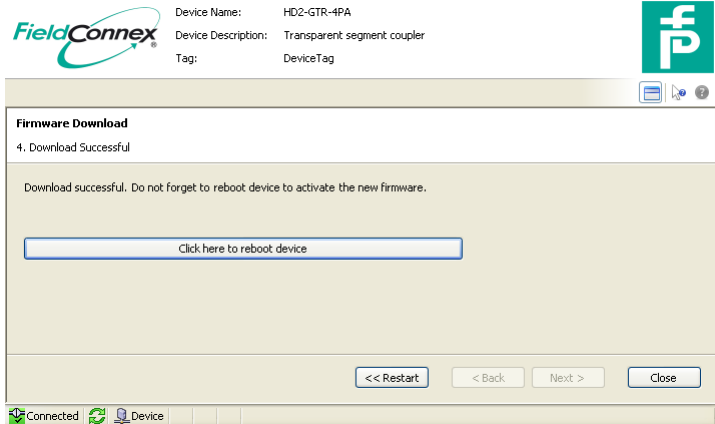 FieldConnex®
Device Name: HD2-GTR-4PA
Device Description: Transparent segment coupler
Tag: DeviceTag
Firmware Download
4. Download Successful
Download successful. Do not forget to reboot device to activate the new firmware.
Click here to reboot device
<< Restart < Back Next > Close
Connected Device